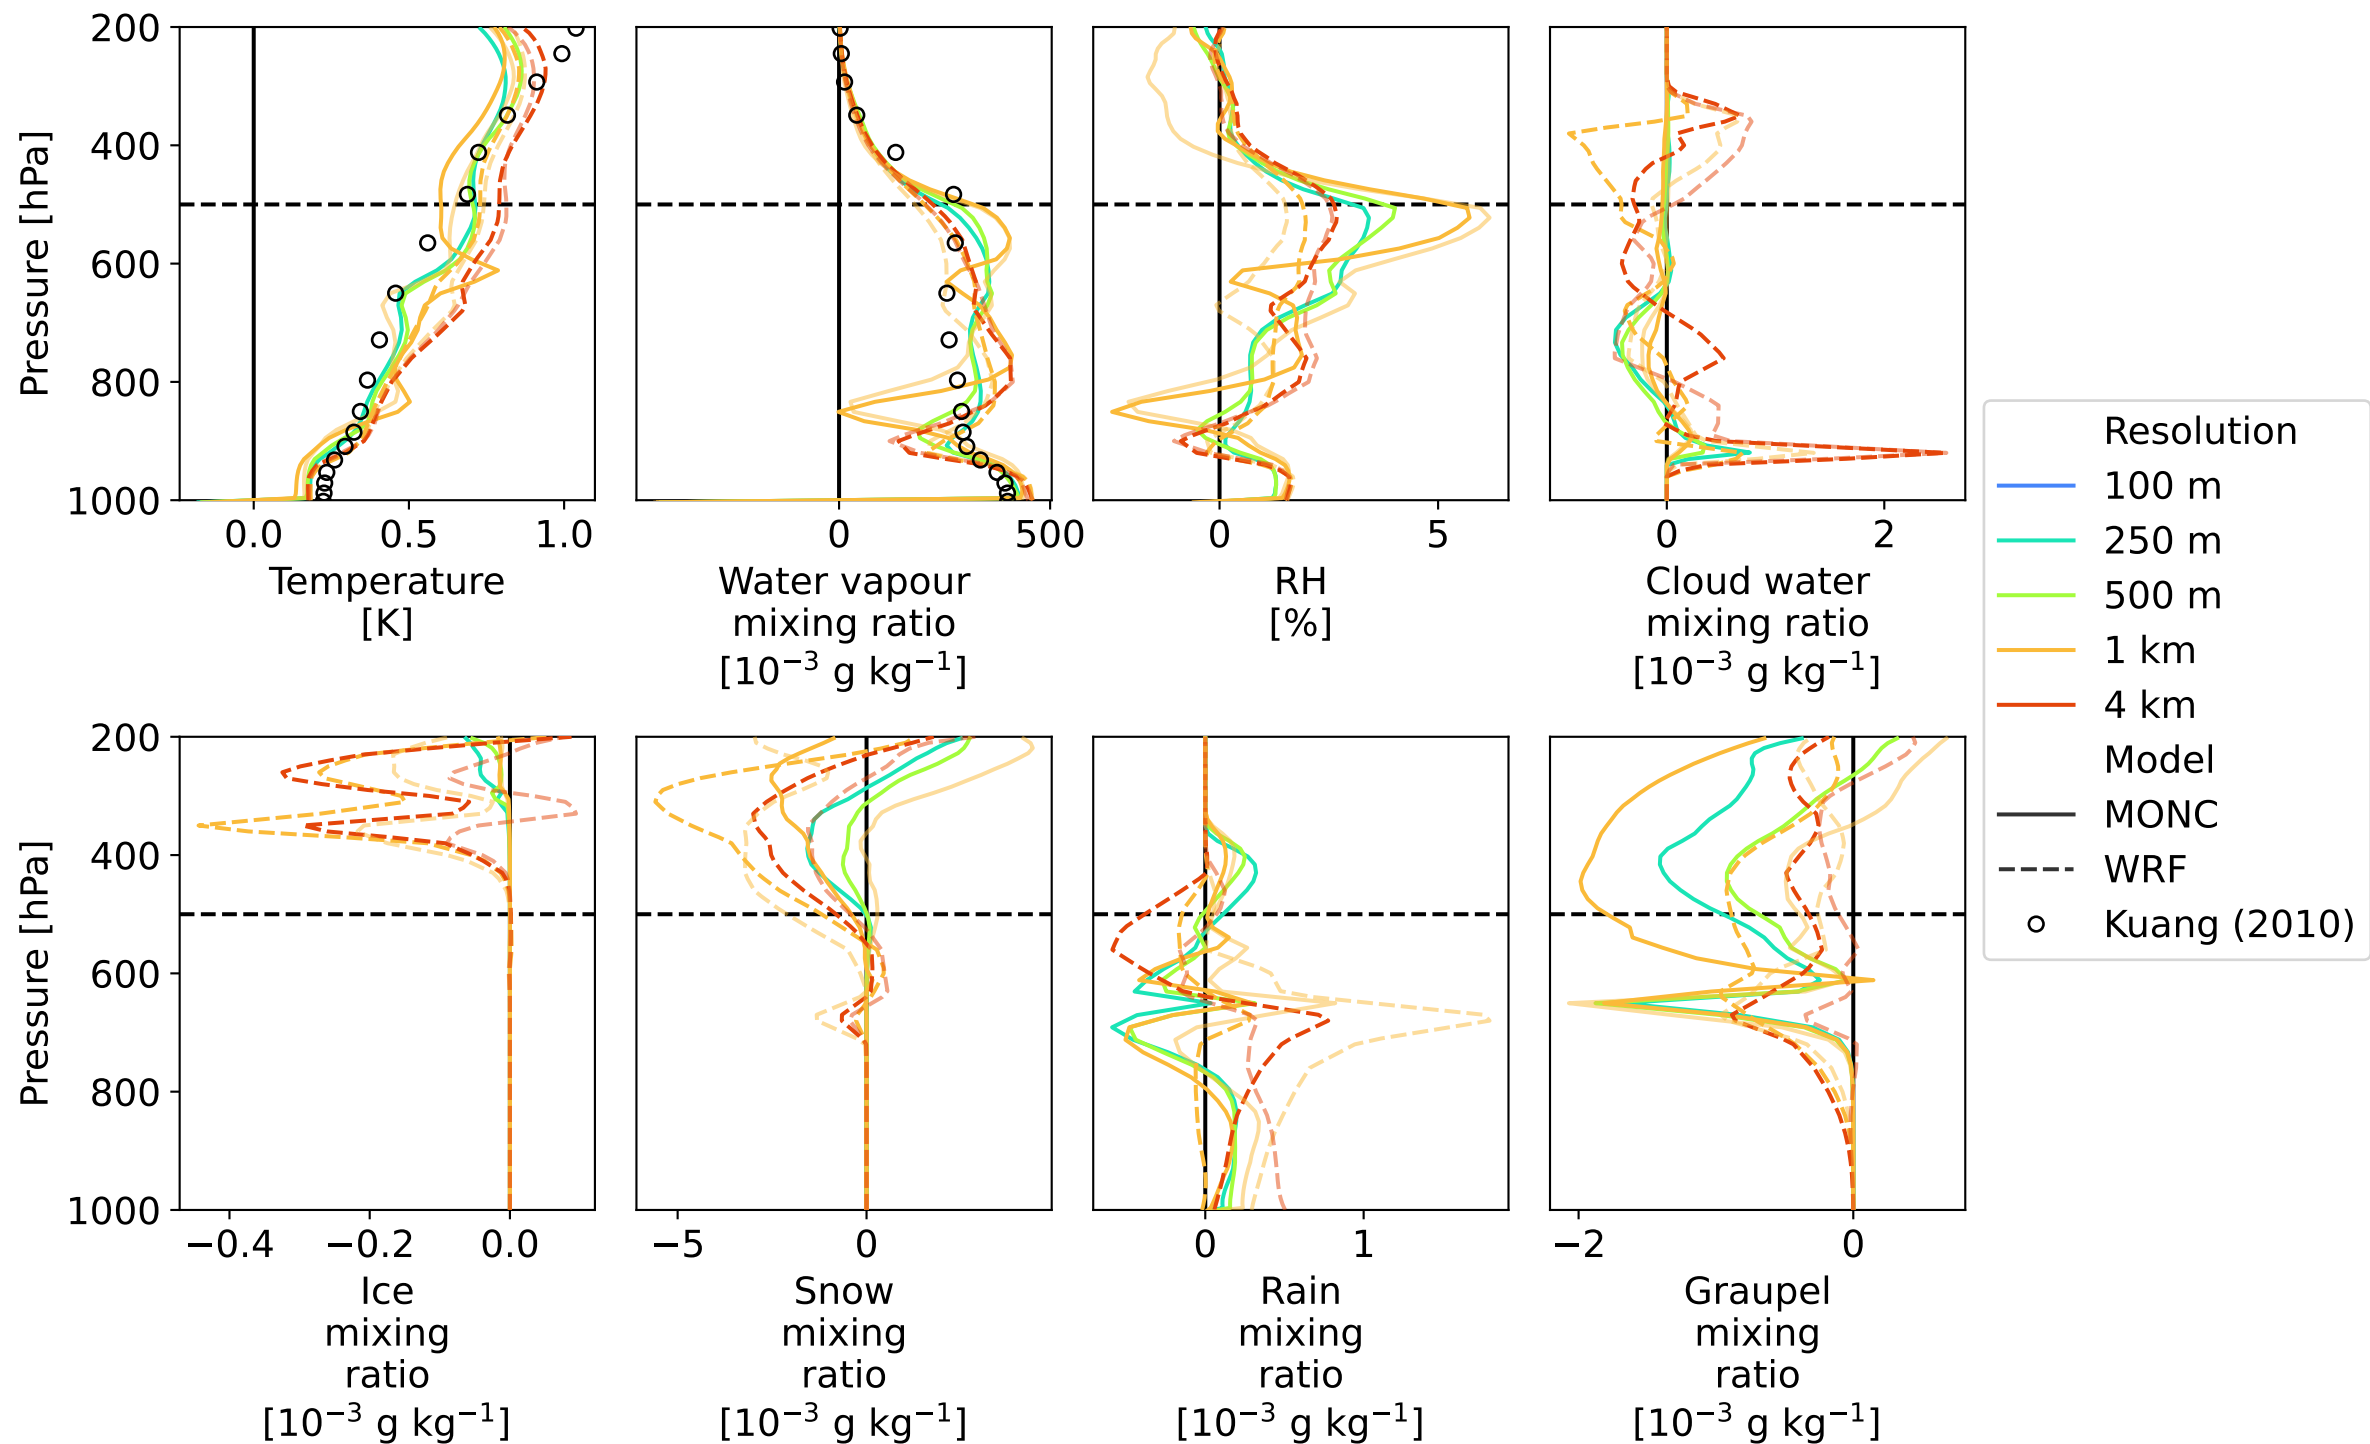 200
400
600
800
1000
Pressure [hPa]
0.0 0.5 1.0
Temperature
[K]
0 500
Water vapour
mixing ratio
[10⁻³ g kg⁻¹]
0 5
RH
[%]
0 2
Cloud water
mixing ratio
[10⁻³ g kg⁻¹]
200
400
600
800
1000
Pressure [hPa]
−0.4 −0.2 0.0
Ice
mixing
ratio
[10⁻³ g kg⁻¹]
−5 0
Snow
mixing
ratio
[10⁻³ g kg⁻¹]
0 1
Rain
mixing
ratio
[10⁻³ g kg⁻¹]
−2 0
Graupel
mixing
ratio
[10⁻³ g kg⁻¹]
Resolution
100 m
250 m
500 m
1 km
4 km
Model
MONC
WRF
Kuang (2010)